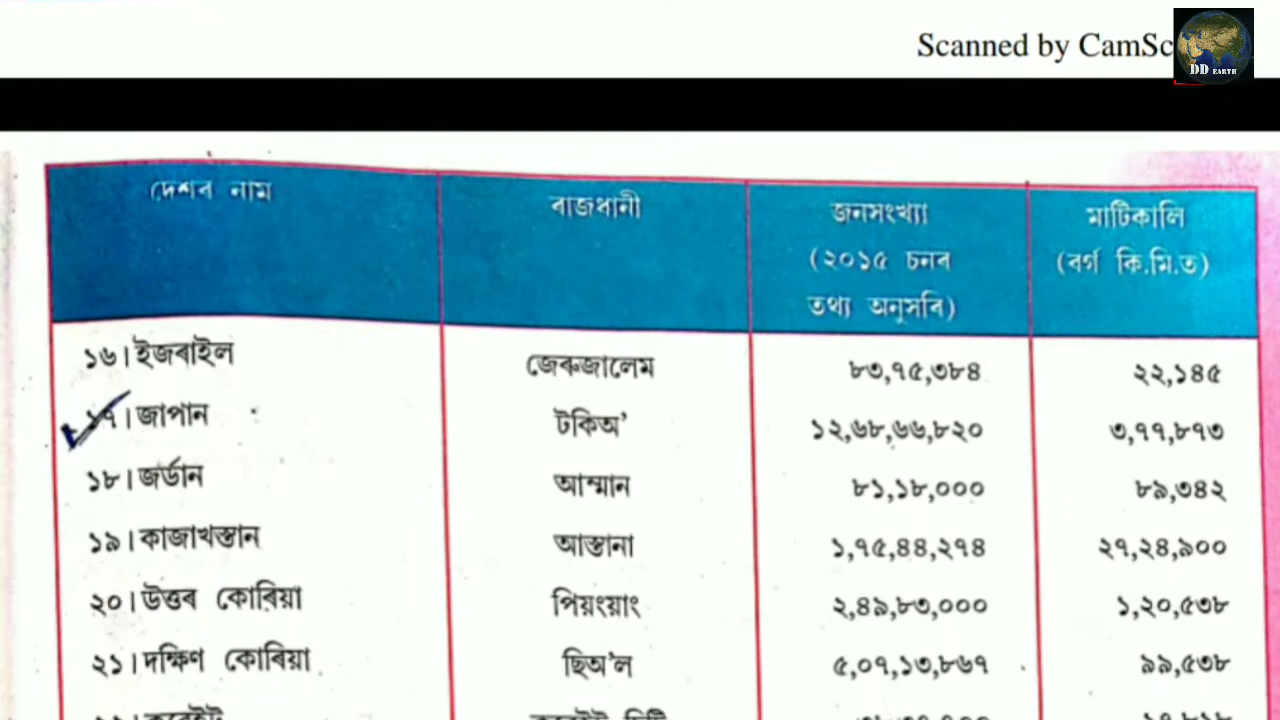 Scanned by CamSc
DD EARTH
দেশৰ নাম ৰাজধানী জনসংখ্যা মাটিকালি
(২০১৫ চনৰ (বৰ্গ কি.মি.ত)
তথ্য অনুসৰি)
১৬। ইজৰাইল জেৰুজালেম ৮৩,৭৫,৩৮৪ ২২,১৪৫
১৭। জাপান টকিঅ’ ১২,৬৮,৬৬,৮২০ ৩,৭৭,৮৭৩
১৮। জৰ্ডান আম্মান ৮১,১৮,০০০ ৮৯,৩৪২
১৯। কাজাখস্তান আস্তানা ১,৭৫,৪৪,২৭৪ ২৭,২৪,৯০০
২০। উত্তৰ কোৰিয়া পিয়ংয়াং ২,৪৯,৮৩,০০০ ১,২০,৫৩৮
২১। দক্ষিণ কোৰিয়া ছিঅ’ল ৫,০৭,১৩,৮৬৭ ৯৯,৫৩৮